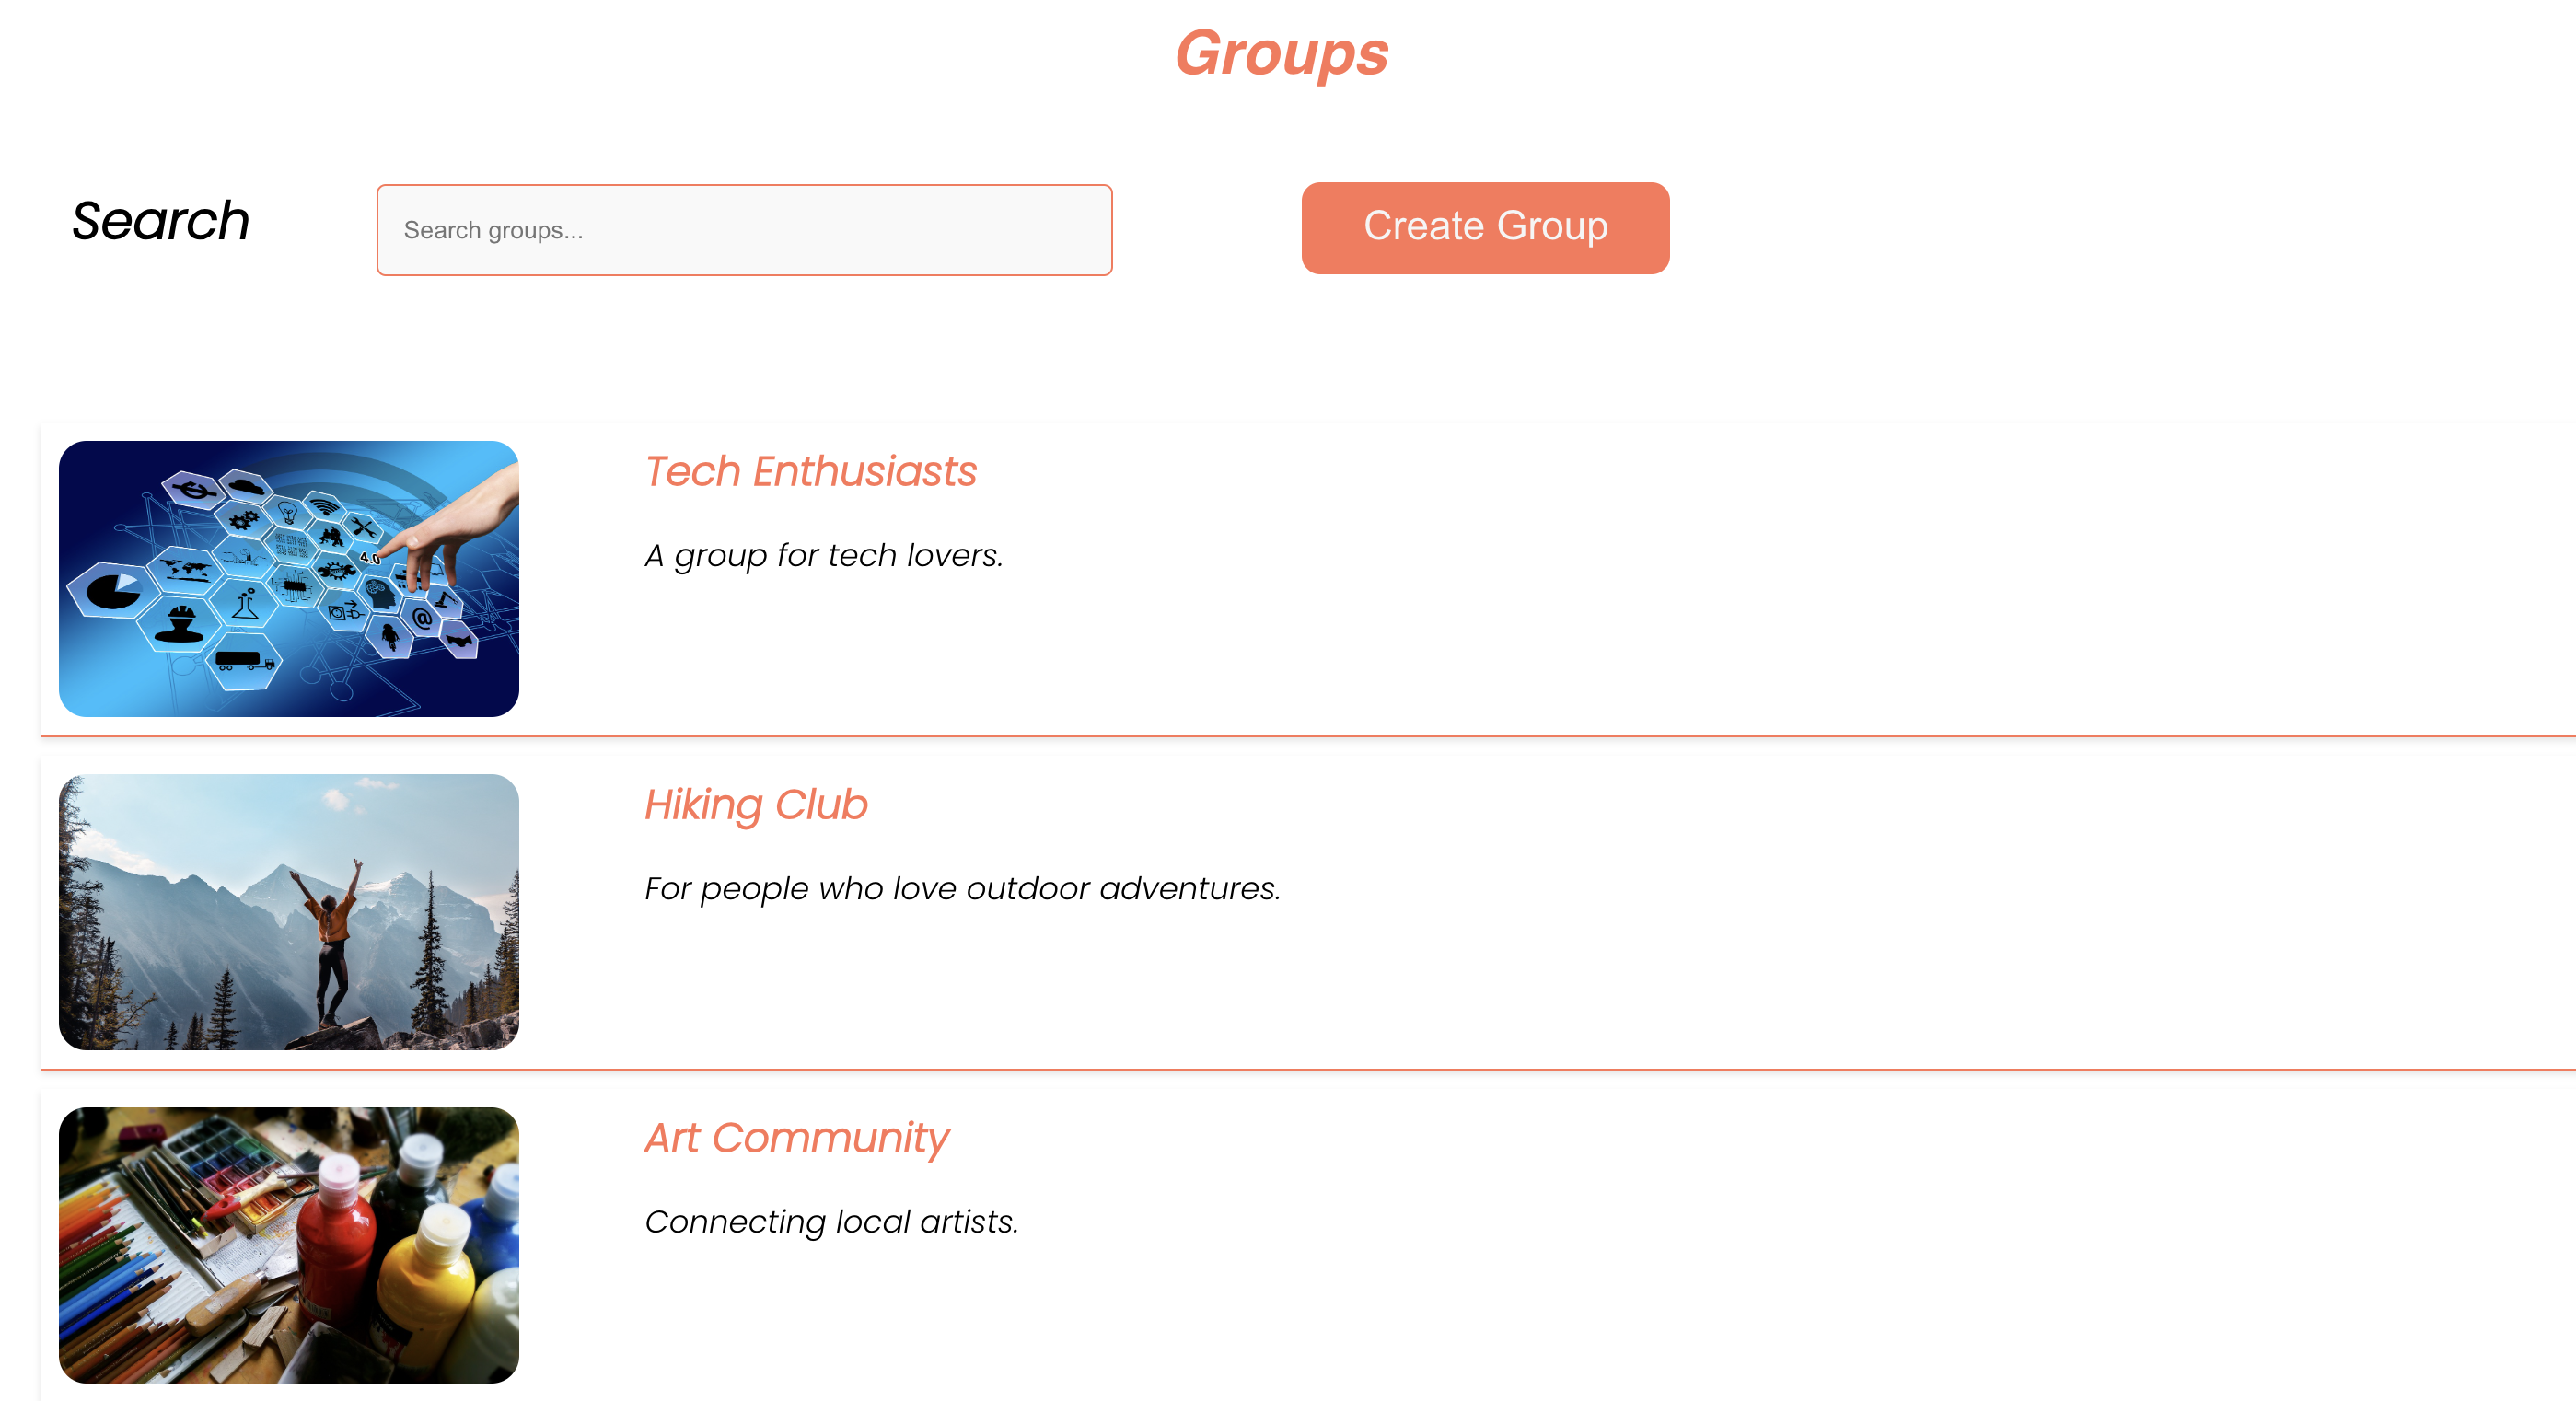 Groups
Search
Search groups...
Create Group
Tech Enthusiasts
A group for tech lovers.
4.0
@
Hiking Club
For people who love outdoor adventures.
Art Community
Connecting local artists.